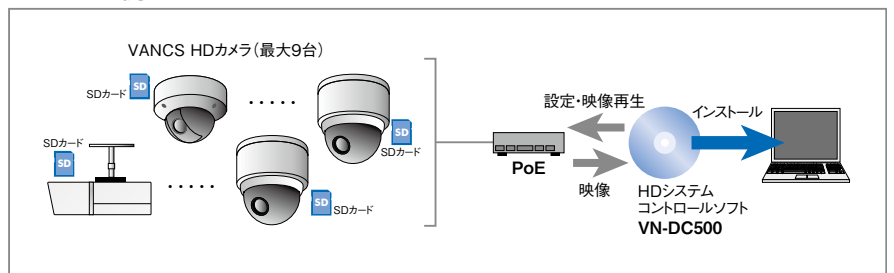 VANCS HDカメラ（最大9台）
SDカード
SD
SDカード
SD
SD
SDカード
SD
SDカード
設定・映像再生
インストール
PoE
映像
HDシステム
コントロールソフト
VN-DC500